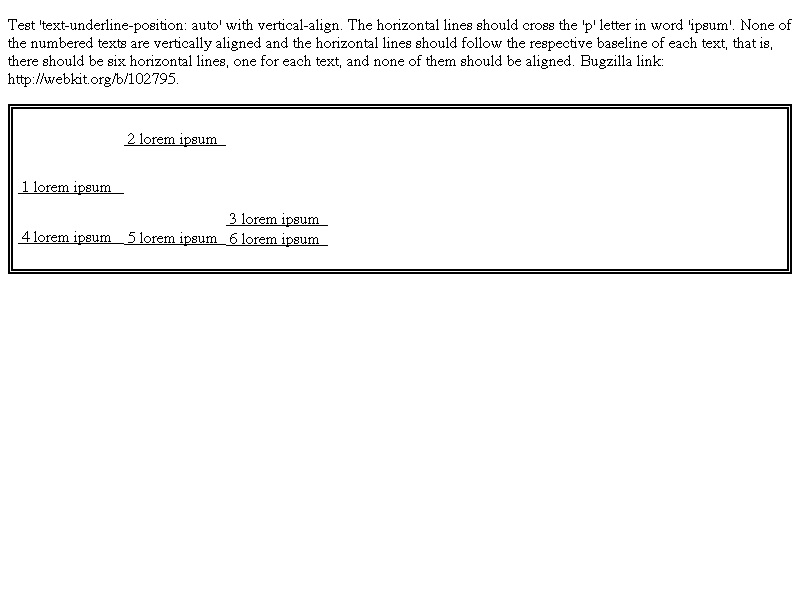 Test 'text-underline-position: auto' with vertical-align. The horizontal lines should cross the 'p' letter in word 'ipsum'. None of
the numbered texts are vertically aligned and the horizontal lines should follow the respective baseline of each text, that is,
there should be six horizontal lines, one for each text, and none of them should be aligned. Bugzilla link:
http://webkit.org/b/102795.
2 lorem ipsum
1 lorem ipsum
3 lorem ipsum
4 lorem ipsum 5 lorem ipsum 6 lorem ipsum